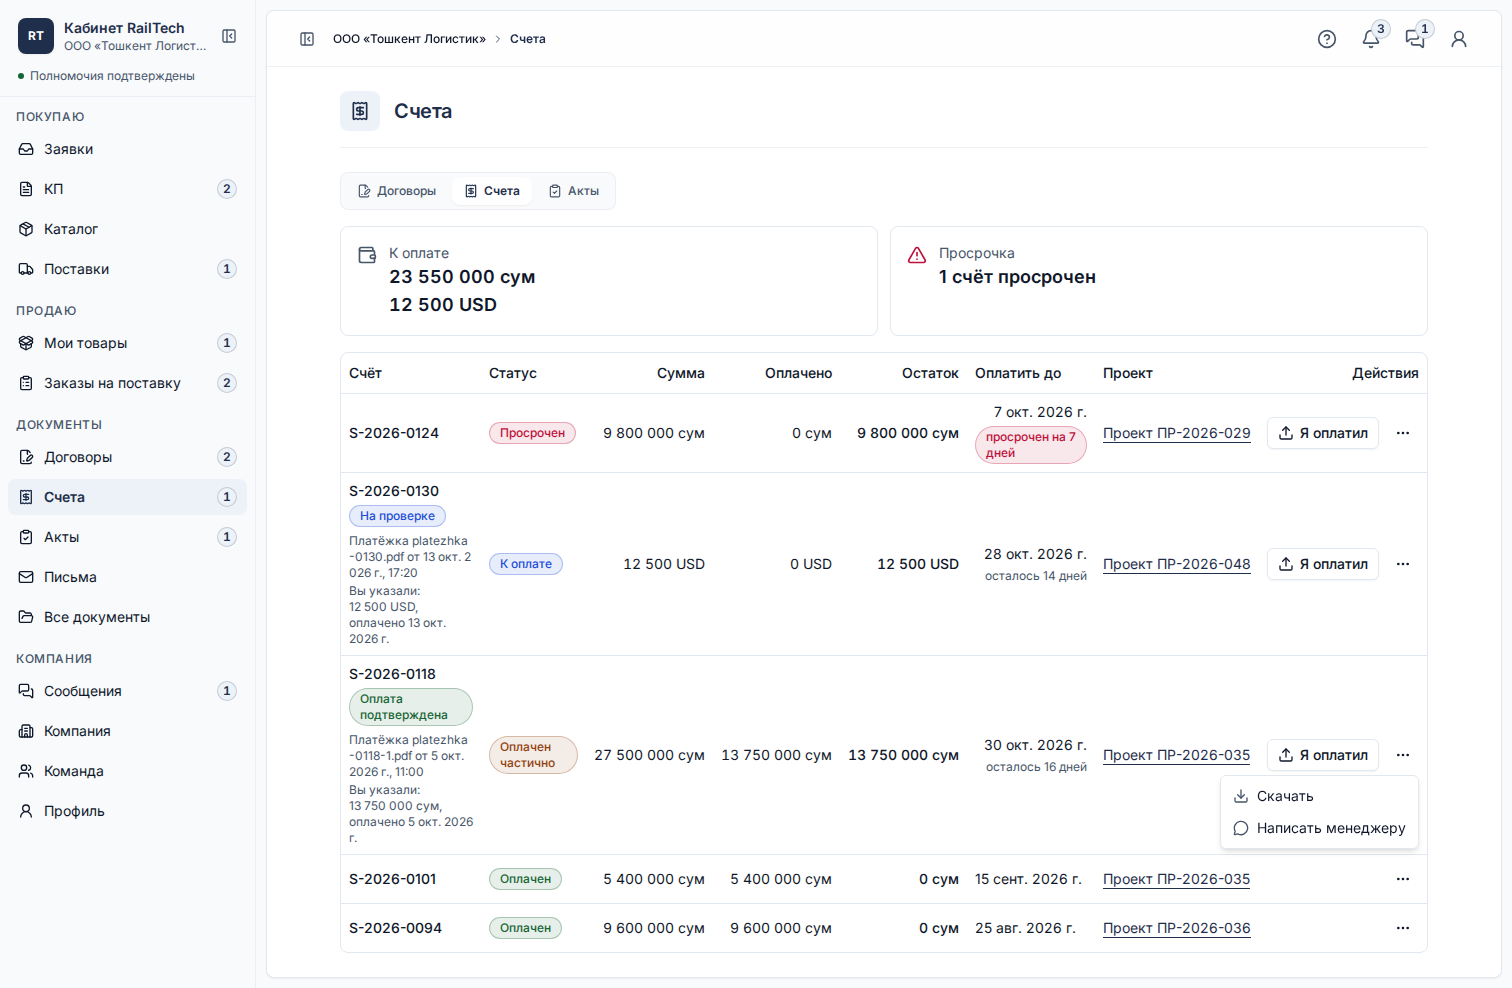 RT
Кабинет RailTech
ООО «Тошкент Логист...
Полномочия подтверждены
ПОКУПАЮ
Заявки
КП 2
Каталог
Поставки 1
ПРОДАЮ
Мои товары 1
Заказы на поставку 2
ДОКУМЕНТЫ
Договоры 2
Счета 1
Акты 1
Письма
Все документы
КОМПАНИЯ
Сообщения 1
Компания
Команда
Профиль
ООО «Тошкент Логистик» > Счета
3
1
Счета
Договоры Счета Акты
К оплате
23 550 000 сум
12 500 USD
Просрочка
1 счёт просрочен
Счёт Статус Сумма Оплачено Остаток Оплатить до Проект Действия
S-2026-0124 Просрочен 9 800 000 сум 0 сум 9 800 000 сум 7 окт. 2026 г. Проект ПР-2026-029 Я оплатил
просрочен на 7
дней
S-2026-0130
На проверке
Платёжка platezhka
-0130.pdf от 13 окт. 2
026 г., 17:20
Вы указали:
12 500 USD,
оплачено 13 окт.
2026 г.
К оплате 12 500 USD 0 USD 12 500 USD 28 окт. 2026 г. Проект ПР-2026-048 Я оплатил
осталось 14 дней
S-2026-0118
Оплата
подтверждена
Платёжка platezhka
-0118-1.pdf от 5 окт.
2026 г., 11:00
Вы указали:
13 750 000 сум,
оплачено 5 окт. 2026
г.
Оплачен
частично
27 500 000 сум 13 750 000 сум 13 750 000 сум 30 окт. 2026 г. Проект ПР-2026-035 Я оплатил
осталось 16 дней
Скачать
Написать менеджеру
S-2026-0101 Оплачен 5 400 000 сум 5 400 000 сум 0 сум 15 сент. 2026 г. Проект ПР-2026-035
S-2026-0094 Оплачен 9 600 000 сум 9 600 000 сум 0 сум 25 авг. 2026 г. Проект ПР-2026-036